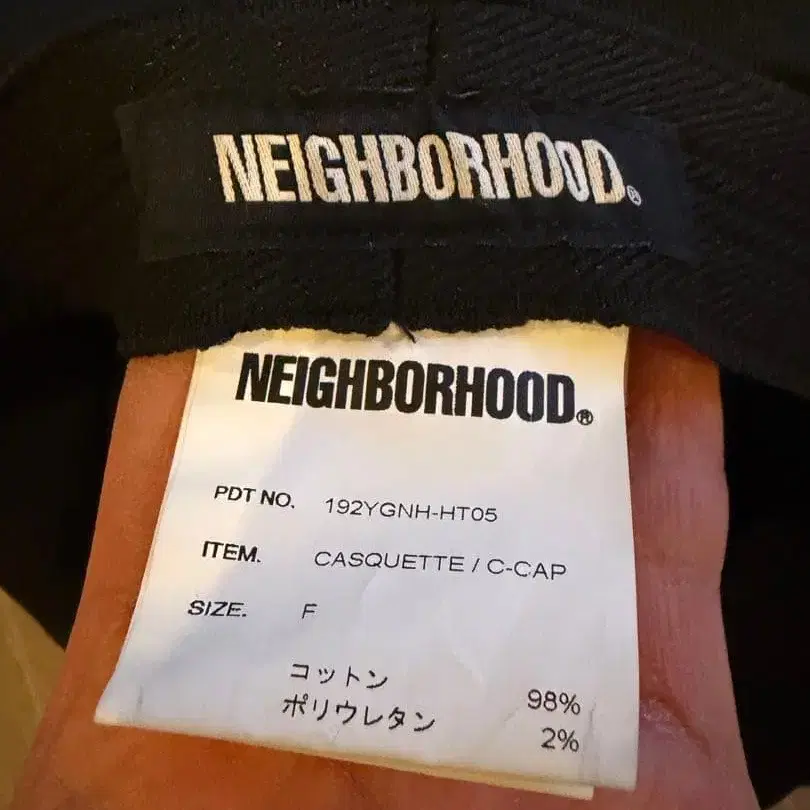 NEIGHBORHOOD®
NEIGHBORHOOD®
PDT NO. 192YGNH-HT05
ITEM. CASQUETTE / C-CAP
SIZE. F
コットン 98%
ポリウレタン 2%